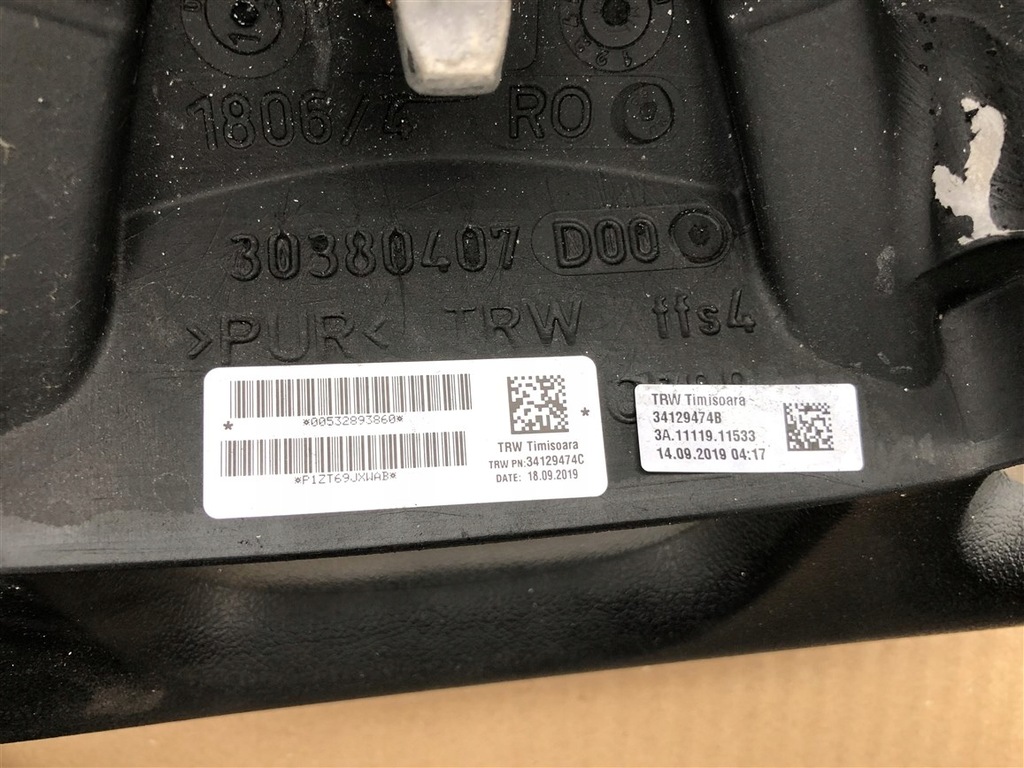 1806/4 RO
30380407 D00
>PUR< TRW ffs4
*00532893860*
*P1ZT69JXWAB*
*
*
TRW Timisoara
TRW PN: 34129474C
DATE: 18.09.2019
TRW Timisoara
34129474B
3A.11119.11533
14.09.2019 04:17